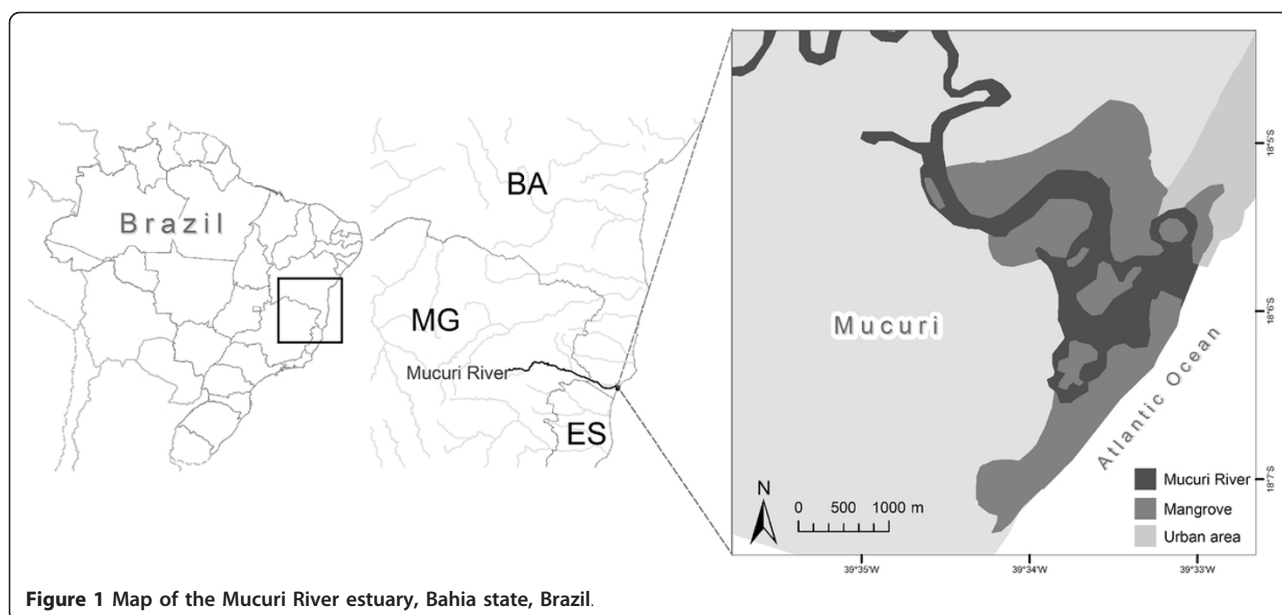 Brazil
BA
MG
Mucuri River
ES
Mucuri
Atlantic Ocean
18°5'S
18°6'S
18°7'S
Mucuri River
Mangrove
Urban area
N
0 500 1000 m
39°35'W 39°34'W 39°33'W
Figure 1 Map of the Mucuri River estuary, Bahia state, Brazil.